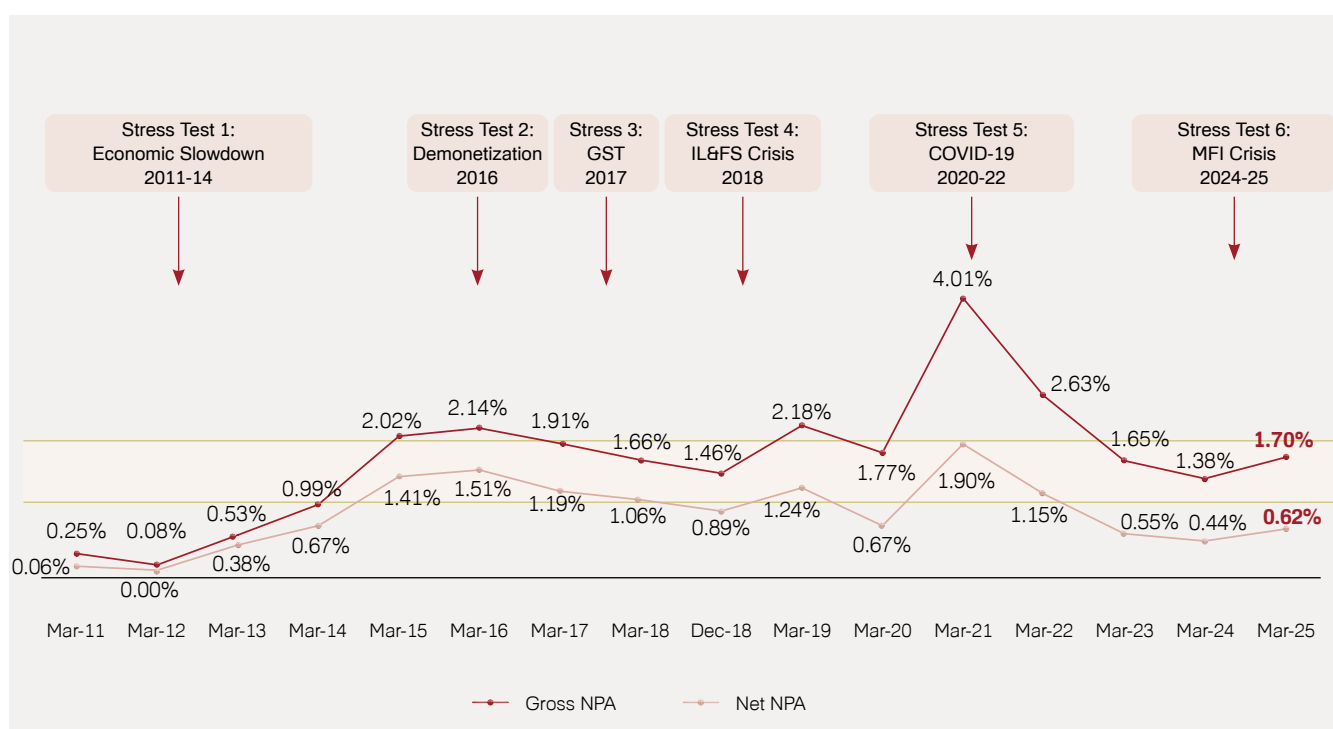 Stress Test 1:
Economic Slowdown
2011-14
Stress Test 2:
Demonetization
2016
Stress 3:
GST
2017
Stress Test 4:
IL&FS Crisis
2018
Stress Test 5:
COVID-19
2020-22
Stress Test 6:
MFI Crisis
2024-25
0.25%
0.08%
0.53%
0.99%
2.02%
2.14%
1.91%
1.66%
1.46%
2.18%
1.77%
4.01%
2.63%
1.65%
1.38%
1.70%
0.06%
0.00%
0.38%
0.67%
1.41%
1.51%
1.19%
1.06%
0.89%
1.24%
0.67%
1.90%
1.15%
0.55%
0.44%
0.62%
Mar-11 Mar-12 Mar-13 Mar-14 Mar-15 Mar-16 Mar-17 Mar-18 Dec-18 Mar-19 Mar-20 Mar-21 Mar-22 Mar-23 Mar-24 Mar-25
Gross NPA Net NPA